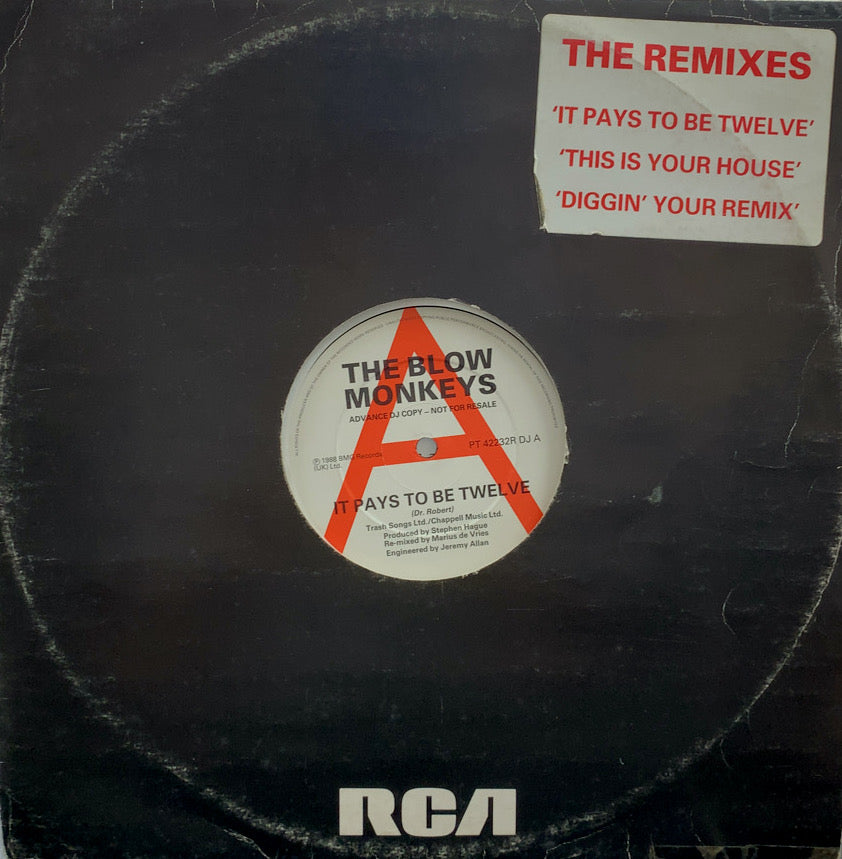 THE REMIXES
‘IT PAYS TO BE TWELVE’
‘THIS IS YOUR HOUSE’
‘DIGGIN’ YOUR REMIX’
A
THE BLOW
MONKEYS
ADVANCE DJ COPY – NOT FOR RESALE
℗ 1988 BMG Records
(UK) Ltd.
PT 42232R DJ A
IT PAYS TO BE TWELVE
(Dr. Robert)
Trash Songs Ltd./Chappell Music Ltd.
Produced by Stephen Hague
Re-mixed by Marius de Vries
Engineered by Jeremy Allan
RCA